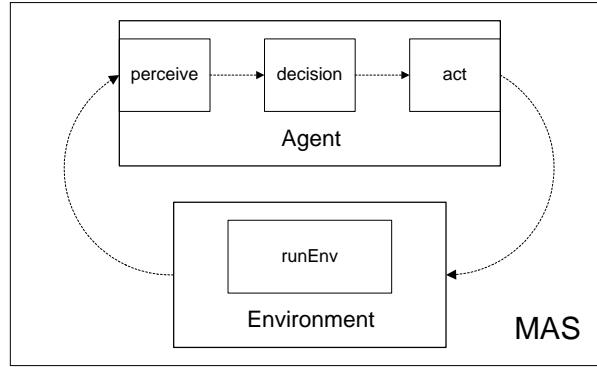 perceive
decision
act
Agent
runEnv
Environment
MAS